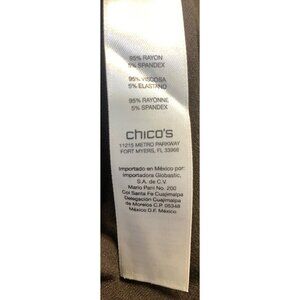 95% RAYON
5% SPANDEX
95% VISCOSA
5% ELASTANO
95% RAYONNE
5% SPANDEX
chico's
11215 METRO PARKWAY
FORT MYERS, FL 33966
Importado en México por:
Importadora Globastic,
S.A. de C.V
Mario Pani No. 200
Col Santa Fe Cuajimalpa
Delegación Cuajimalpa
de Morelos C.P. 05348
México D.F. México